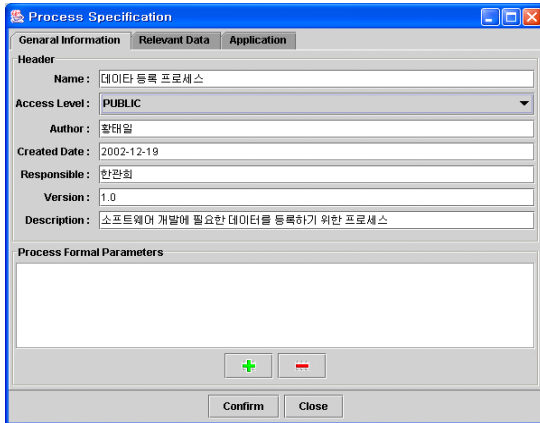 Process Specification
Genaral Information Relevant Data Application
Header
Name : 데이타 등록 프로세스
Access Level : PUBLIC
Author : 황태일
Created Date : 2002-12-19
Responsible : 한관희
Version : 1.0
Description : 소프트웨어 개발에 필요한 데이터를 등록하기 위한 프로세스
Process Formal Parameters
Confirm Close